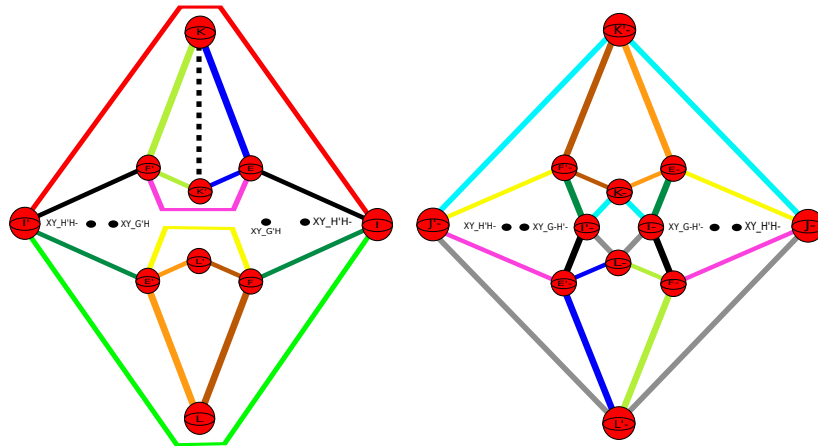 K
K'-
E
K
K-
XY_H'H-
XY_G'H
XY_G'H
XY_H'H-
J'-
XY_H'H-
XY_G-H'-
I'-
I-
XY_G-H'-
XY_H'H-
J-
L'
L-
E'
F
F-
L
L'-